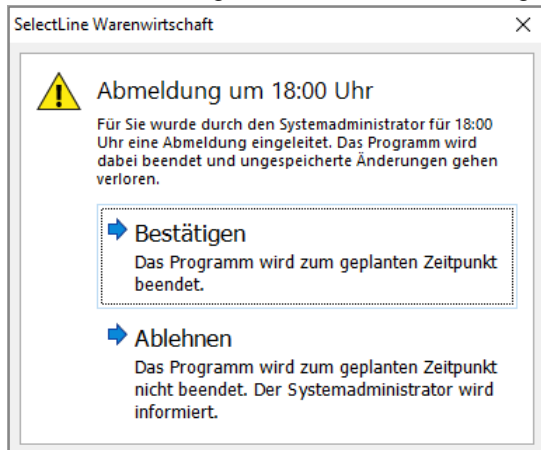 SelectLine Warenwirtschaft
Abmeldung um 18:00 Uhr
Für Sie wurde durch den Systemadministrator für 18:00
Uhr eine Abmeldung eingeleitet. Das Programm wird
dabei beendet und ungespeicherte Änderungen gehen
verloren.
Bestätigen
Das Programm wird zum geplanten Zeitpunkt
beendet.
Ablehnen
Das Programm wird zum geplanten Zeitpunkt
nicht beendet. Der Systemadministrator wird
informiert.